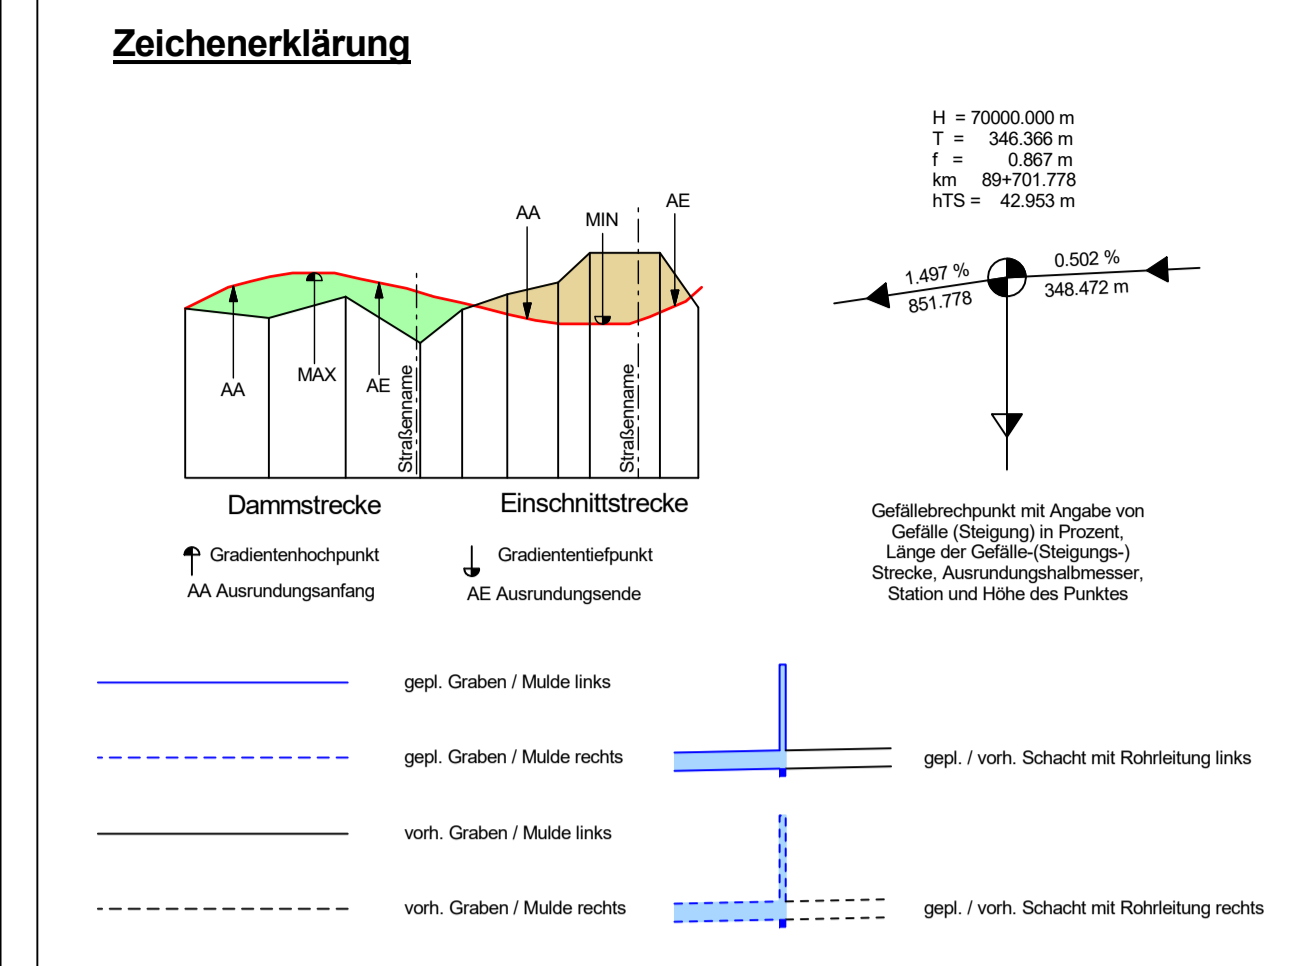 Zeichenerklärung
H = 70000.000 m
T = 346.366 m
f = 0.867 m
km 89+701.778
hTS = 42.953 m
AA
MIN
AE
AA
MAX
AE
Straßenname
Straßenname
1.497 %
851.778
0.502 %
348.472 m
Dammstrecke
Einschnittstrecke
Gradientenhochpunkt
Gradiententiefpunkt
AA Ausrundungsanfang
AE Ausrundungsende
Gefällebrechpunkt mit Angabe von
Gefälle (Steigung) in Prozent,
Länge der Gefälle-(Steigungs-)
Strecke, Ausrundungshalbmesser,
Station und Höhe des Punktes
gepl. Graben / Mulde links
gepl. Graben / Mulde rechts
vorh. Graben / Mulde links
vorh. Graben / Mulde rechts
gepl. / vorh. Schacht mit Rohrleitung links
gepl. / vorh. Schacht mit Rohrleitung rechts